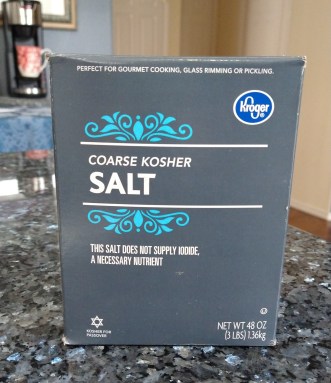 PERFECT FOR GOURMET COOKING, GLASS RIMMING OR PICKLING.
Kroger
COARSE KOSHER
SALT
THIS SALT DOES NOT SUPPLY IODIDE,
A NECESSARY NUTRIENT
KOSHER FOR
PASSOVER
NET WT 48 OZ
(3 LBS) 1.36kg